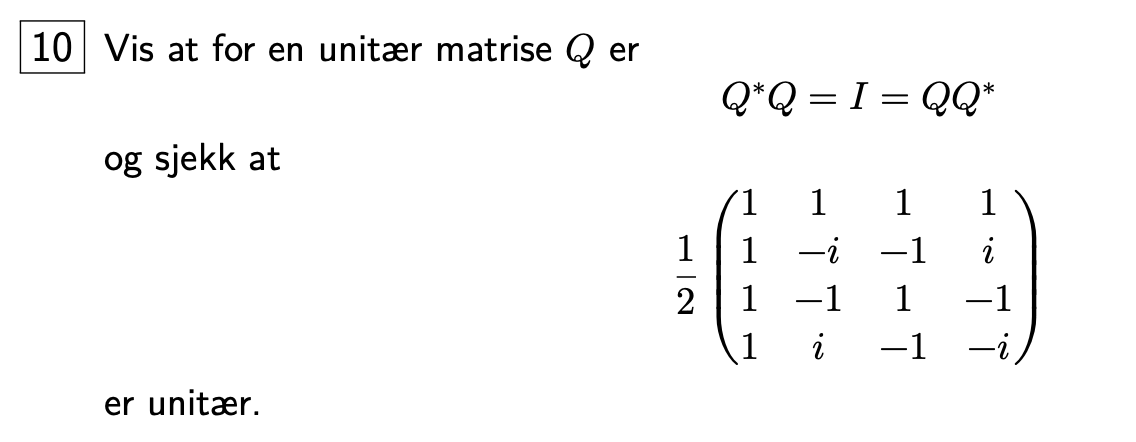 10 Vis at for en unitær matrise Q er
Q*Q = I = QQ*
og sjekk at
1/2 ( 1 1 1 1
1 −i −1 i
1 −1 1 −1
1 i −1 −i )
er unitær.